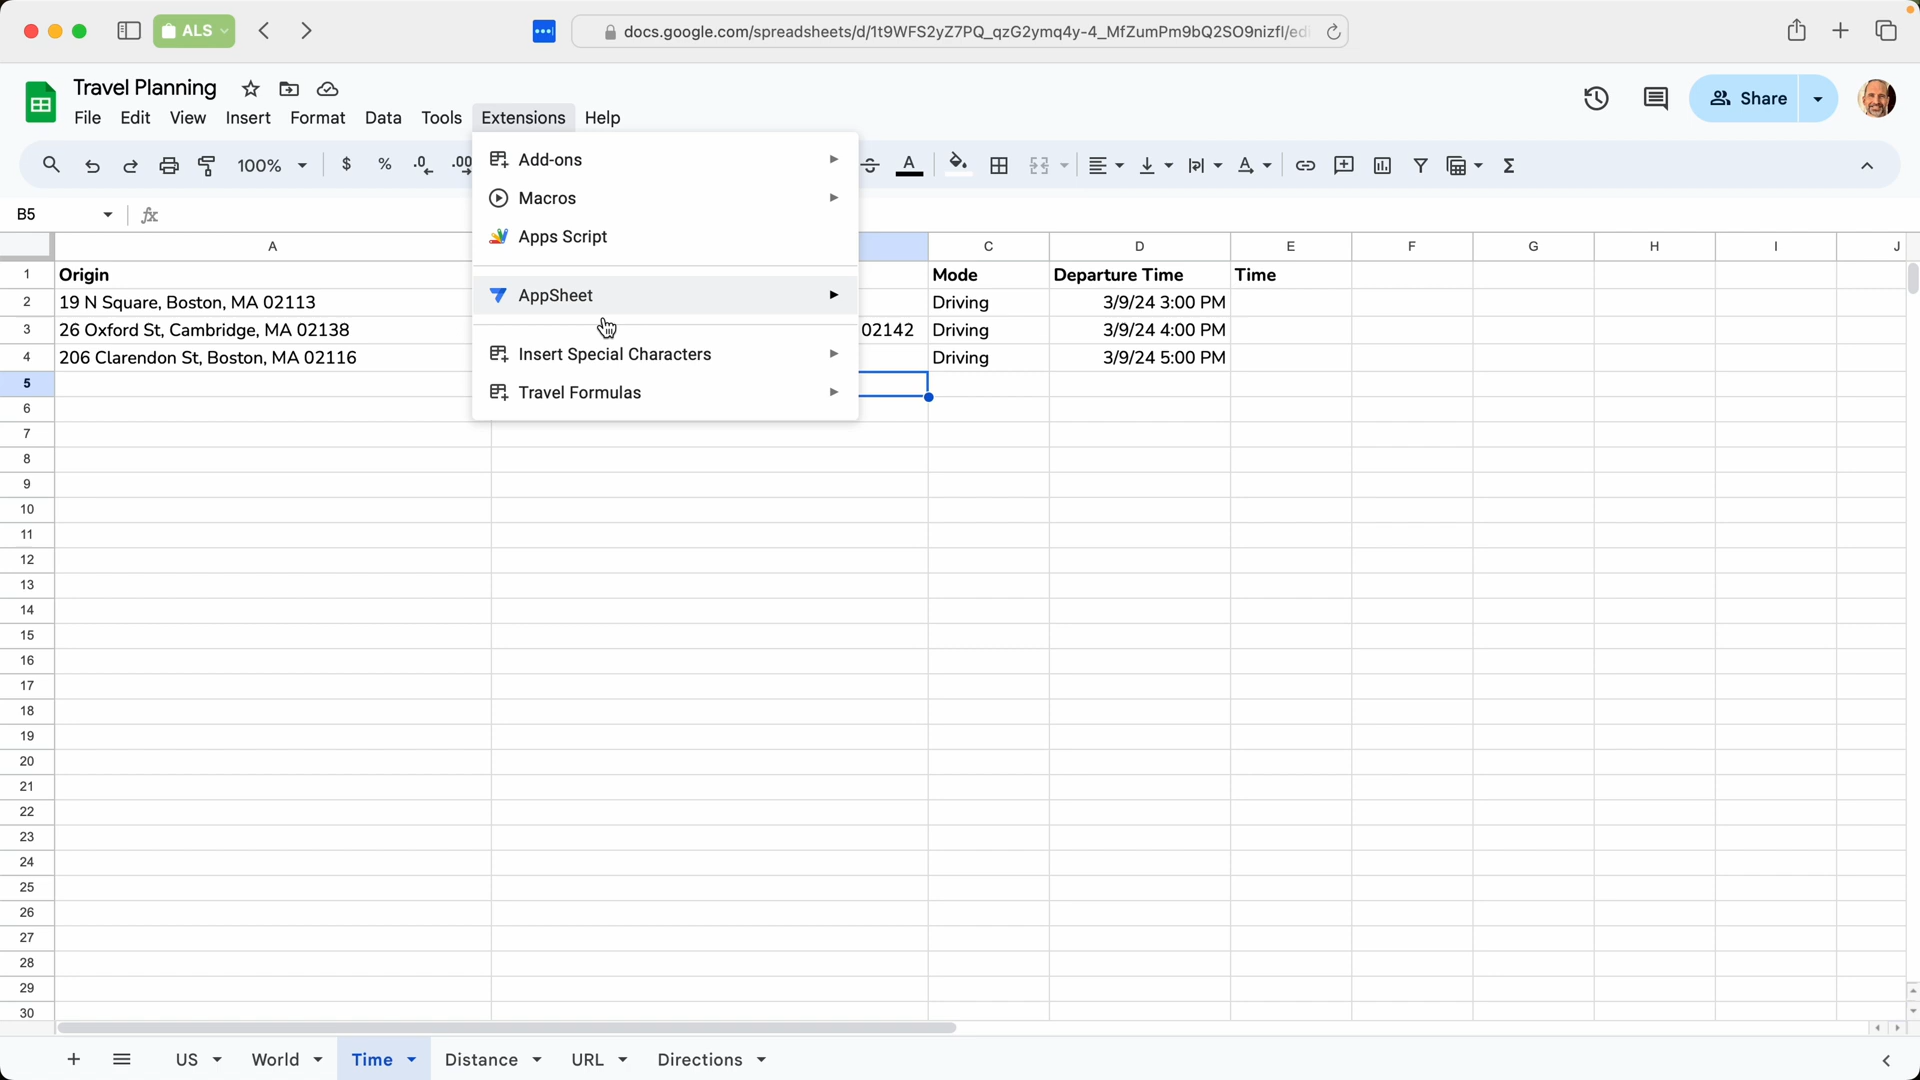 ALS
docs.google.com/spreadsheets/d/1t9WFS2yZ7PQ_qzG2ymq4y-4_MfZumPm9bQ2SO9nizfI/edi
Travel Planning
File Edit View Insert Format Data Tools Extensions Help
Share
100% $ % .0 .00 A A Σ
B5 fx
Add-ons
Macros
Apps Script
AppSheet
Insert Special Characters
Travel Formulas
A C D E F G H I J
1 Origin Mode Departure Time Time
2 19 N Square, Boston, MA 02113 Driving 3/9/24 3:00 PM
3 26 Oxford St, Cambridge, MA 02138 02142 Driving 3/9/24 4:00 PM
4 206 Clarendon St, Boston, MA 02116 Driving 3/9/24 5:00 PM
5
6
7
8
9
10
11
12
13
14
15
16
17
18
19
20
21
22
23
24
25
26
27
28
29
30
US World Time Distance URL Directions